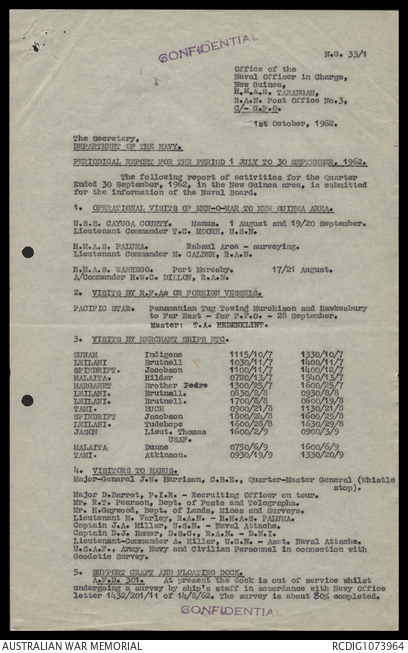 CONFIDENTIAL
N.G. 33/1
Office of the
Naval Officer in Charge,
New Guinea,
H.M.A.S. TARANGAU,
R.A.N. Post Office No.3,
C/- G.P.O.
1st October, 1962.
The Secretary,
DEPARTMENT OF THE NAVY.
PERIODICAL REPORT FOR THE PERIOD 1 JULY TO 30 SEPTEMBER, 1962.
The following report of activities for the Quarter
Ended 30 September, 1962, in the New Guinea area, is submitted
for the information of the Naval Board.
1. OPERATIONAL VISITS OF MEN-O-WAR TO NEW GUINEA AREA.
U.S.S. CAYUGA COUNTY. Manus. 1 August and 19/20 September.
Lieutenant Commander T.C. MOORE, U.S.N.
H.M.A.S. PALUMA. Rabaul Area - surveying.
Lieutenant Commander M. CALDER, R.A.N.
H.M.A.S. WARREGO. Port Moresby. 17/21 August.
A/Commander H.W.C. DILLON, R.A.N.
2. VISITS BY R.F.As OR FOREIGN VESSELS.
PACIFIC STAR. Panamanian Tug Towing Murchison and Hawkesbury
to Far East - for F.F.O. - 28 September.
Master: T.A. HEDENKLINT.
3. VISITS BY MERCHANT SHIPS ETC.
SUHAM Indigene 1115/10/7 1330/10/7
LEILANI Brutnell 1030/11/7 1400/11/7
SPINDRIFT. Jacobson 1100/11/7 1400/12/7
MALAITA. Hilder 0720/13/7 1540/13/7
MARGARET Brother Pedro 1300/25/7 1600/25/7
LEILANI. Brutnell. 0830/8/8 0930/8/8
LEILANI. Brutnell. 1700/8/8 0600/19/8
TAMI. BUCH 0900/21/8 1130/21/8
SPINDRIFT Jacobson 1800/21/8 1600/25/8
LEILANI. Tudehope 1600/28/8 1630/29/8
JASON Lieut. Thomas 1600/2/9 0900/3/9
USAF.
MALAITA Dunne 0750/6/9 1600/6/9
TAMI. Atkinson. 0930/19/9 1330/20/9
4. VISITORS TO MANUS.
Major-General J.W. Harrison, C.B.E., Quarter-Master General (Whistle
stop).
Major D.Barret, P.I.R. - Recruiting Officer on tour.
Mr. R.T. Pearson, Dept. of Posts and Telegraphs.
Mr. H.Gaywood, Dept. of Lands, Mines and Surveys.
Lieutenant M. Varley, R.A.N. - H.M.A.S. PALUMA.
Captain J.A. Miller, U.S.N. - Naval Attache.
Captain D.J. Hamer, D.S.C., R.A.N. - D.N.I.
Lieutenant-Commander A. Miller, U.S.N. - Asst. Naval Attache.
U.S.A.F., Army, Navy and Civilian Personnel in connection with
Geodetic Survey.
5. SUPPORT CRAFT AND FLOATING DOCK.
A.F.D. 301. At present the dock is out of service whilst
undergoing a survey by ship's staff in accordance with Navy Office
letter 1432/201/11 of 14/8/62. The survey is about 80% completed.
CONFIDENTIAL
AUSTRALIAN WAR MEMORIAL
RCDIG1073964